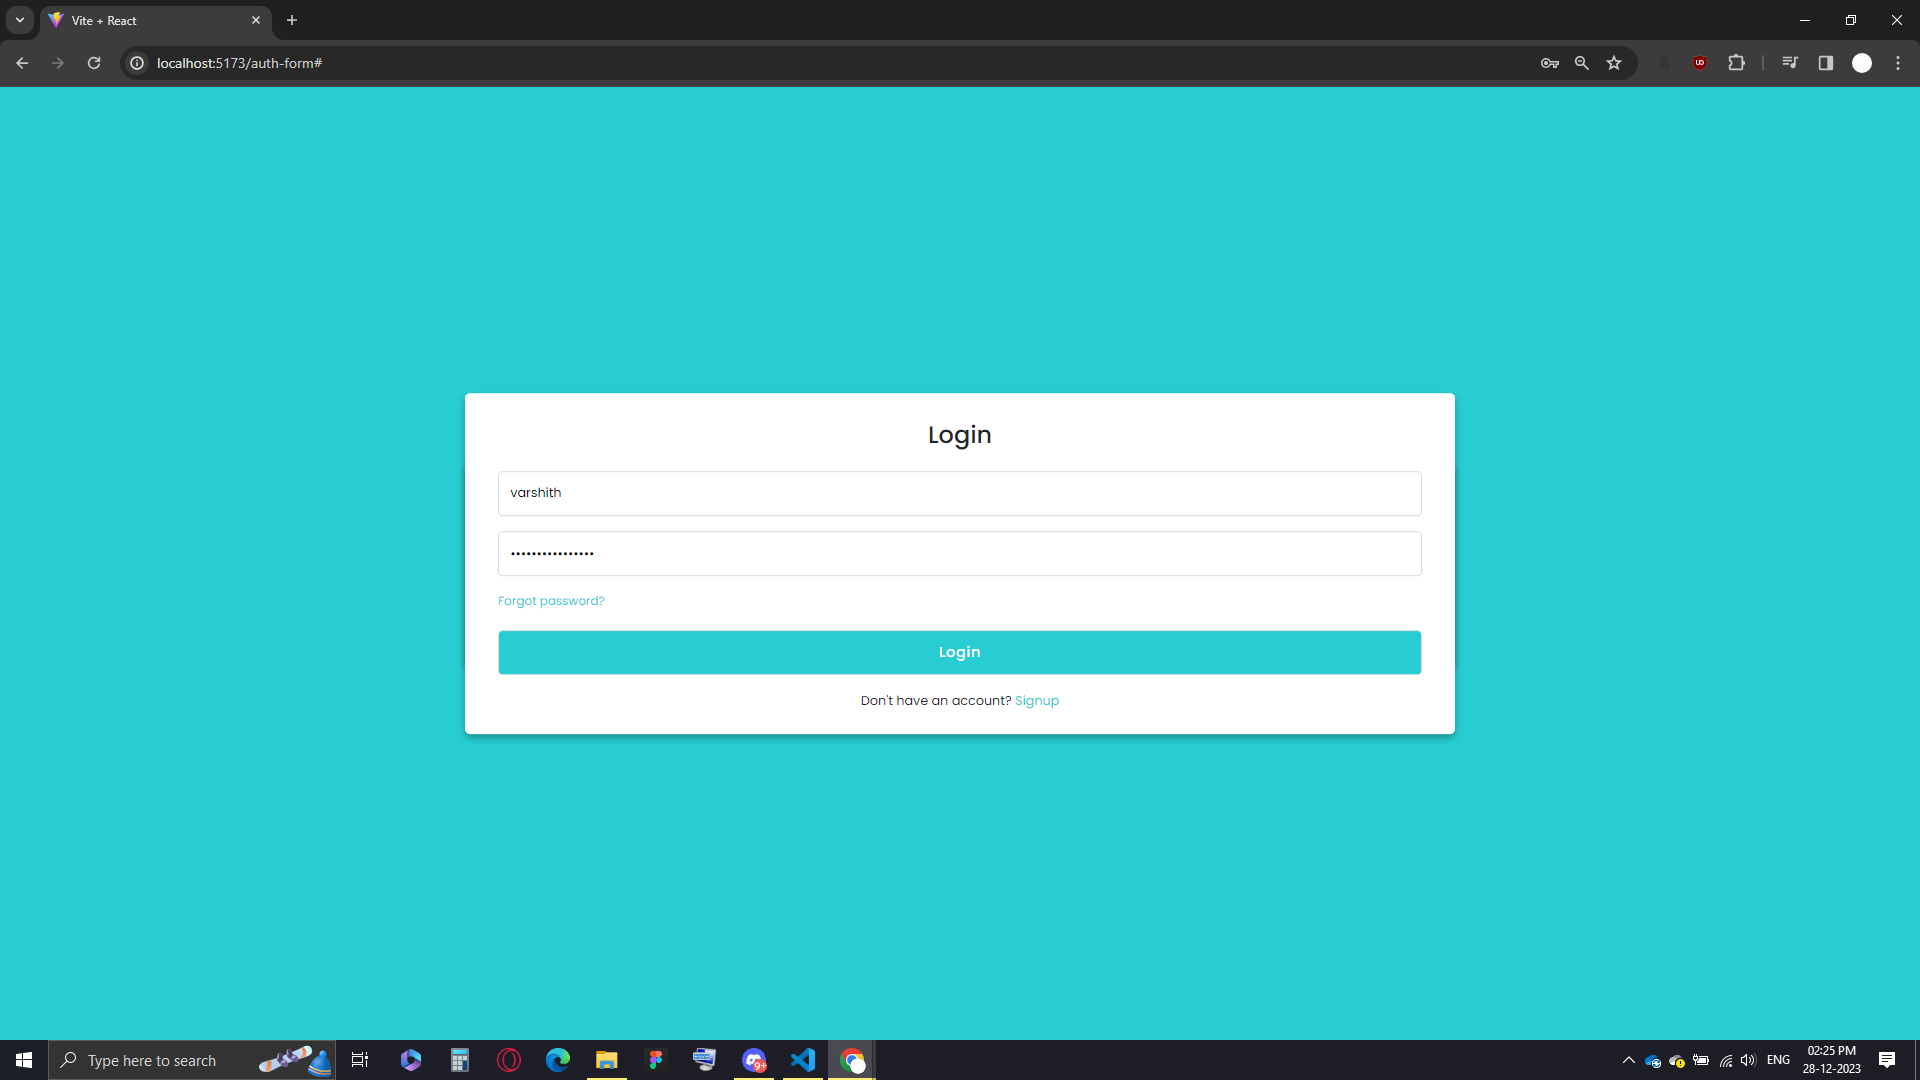 Vite + React
localhost:5173/auth-form#
Login
varshith
••••••••••••••••
Forgot password?
Login
Don't have an account? Signup
Type here to search
9+
ENG
02:25 PM
28-12-2023